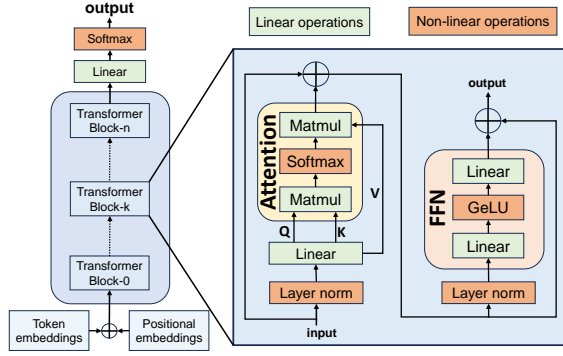 output
Softmax
Linear
Transformer
Block-n
Transformer
Block-k
Transformer
Block-0
Token
embeddings
Positional
embeddings
Linear operations
Non-linear operations
Attention
Matmul
Softmax
Matmul
Q
K
V
Linear
Layer norm
input
output
FFN
Linear
GeLU
Linear
Layer norm